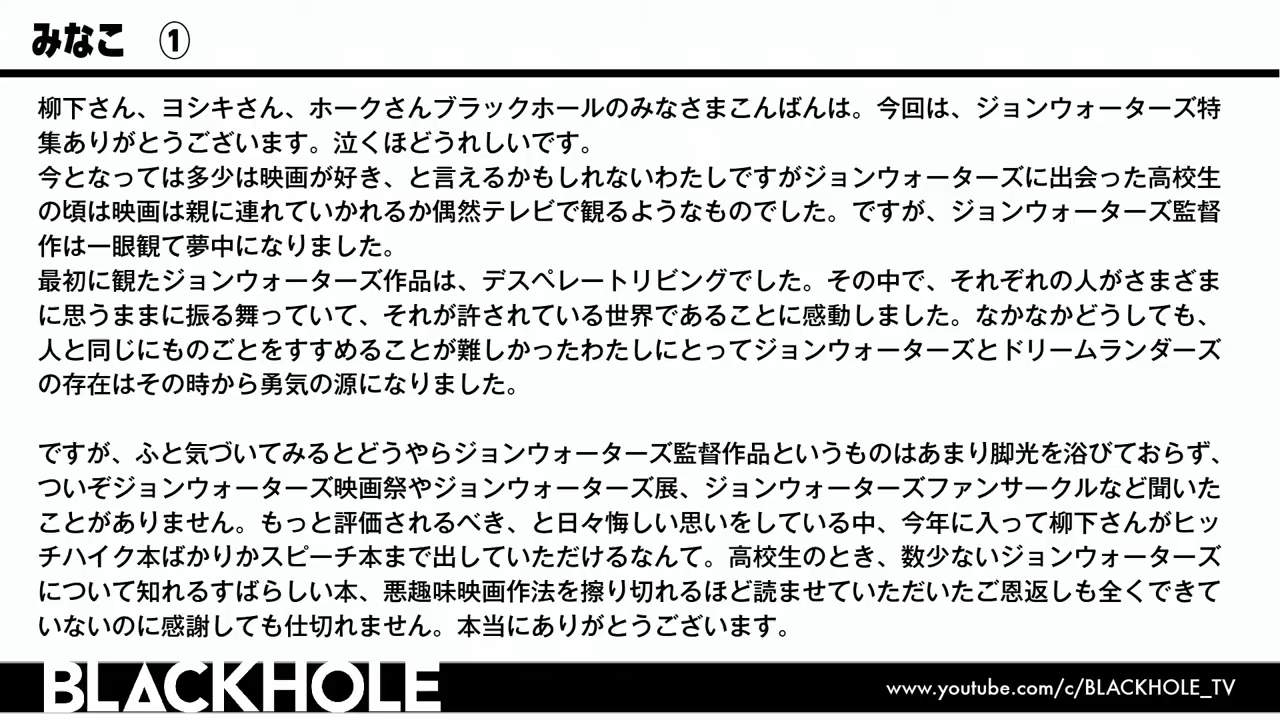 みなこ ①
柳下さん、ヨシキさん、ホークさんブラックホールのみなさまこんばんは。今回は、ジョンウォーターズ特
集ありがとうございます。泣くほどうれしいです。
今となっては多少は映画が好き、と言えるかもしれないわたしですがジョンウォーターズに出会った高校生
の頃は映画は親に連れていかれるか偶然テレビで観るようなものでした。ですが、ジョンウォーターズ監督
作は一眼観て夢中になりました。
最初に観たジョンウォーターズ作品は、デスペレートリビングでした。その中で、それぞれの人がさまざま
に思うままに振る舞っていて、それが許されている世界であることに感動しました。なかなかどうしても、
人と同じにものごとをすすめることが難しかったわたしにとってジョンウォーターズとドリームランダーズ
の存在はその時から勇気の源になりました。
ですが、ふと気づいてみるとどうやらジョンウォーターズ監督作品というものはあまり脚光を浴びておらず、
ついぞジョンウォーターズ映画祭やジョンウォーターズ展、ジョンウォーターズファンサークルなど聞いた
ことがありません。もっと評価されるべき、と日々悔しい思いをしている中、今年に入って柳下さんがヒッ
チハイク本ばかりかスピーチ本まで出していただけるなんて。高校生のとき、数少ないジョンウォーターズ
について知れるすばらしい本、悪趣味映画作法を擦り切れるほど読ませていただいたご恩返しも全くできて
いないのに感謝しても仕切れません。本当にありがとうございます。
BLACKHOLE
www.youtube.com/c/BLACKHOLE_TV